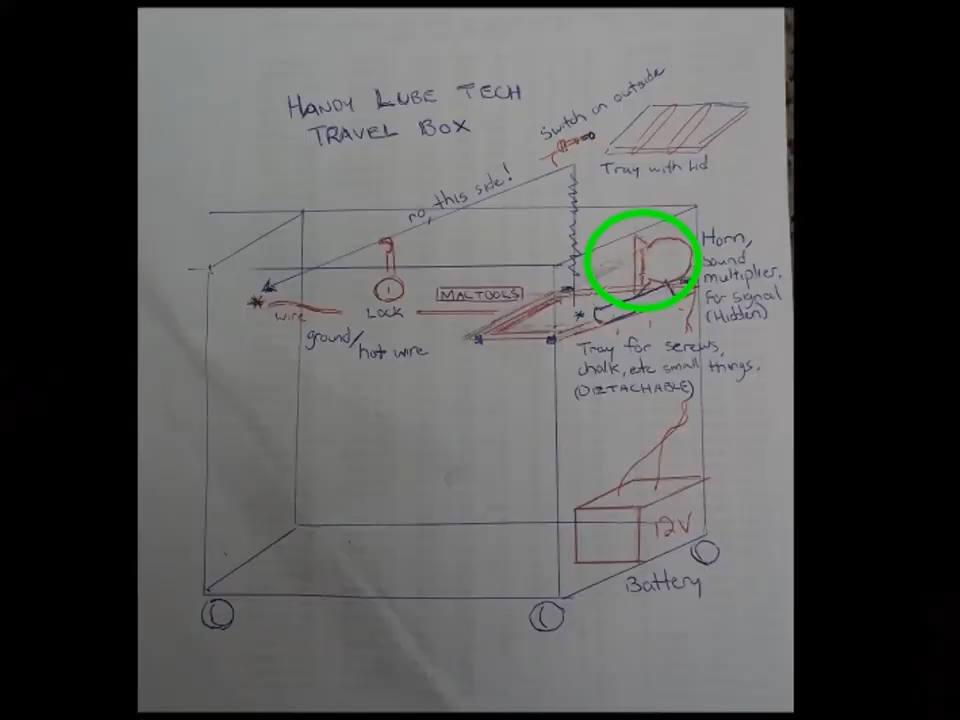 HANDY LUBE TECH
TRAVEL BOX
Switch on outside
Tray with Lid
no, this side!
Horn,
sound
multiplier.
For signal
(Hidden)
MALTOOLS
wire
LOCK
ground/
hot wire
Tray for screws,
chalk, etc small things.
(DETACHABLE)
12V
Battery